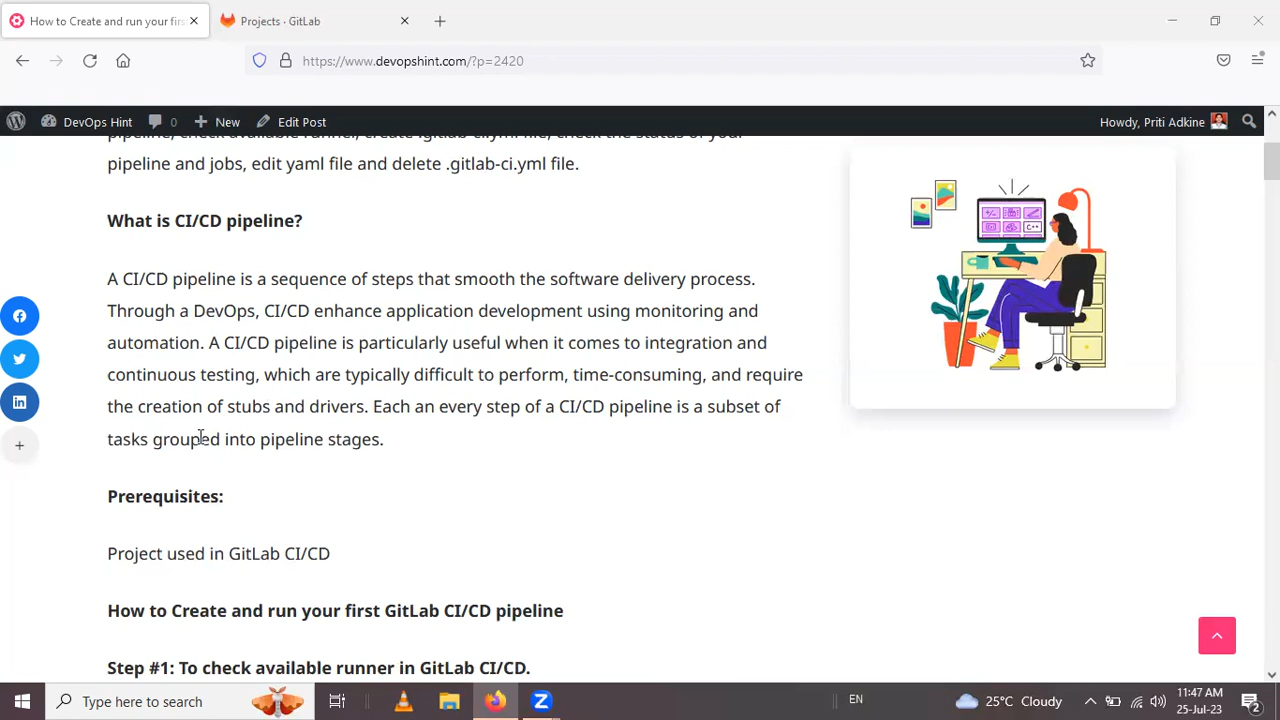 How to Create and run your firs
Projects · GitLab
https://www.devopshint.com/?p=2420
DevOps Hint
0
New
Edit Post
Howdy, Priti Adkine
pipeline and jobs, edit yaml file and delete .gitlab-ci.yml file.
What is CI/CD pipeline?
A CI/CD pipeline is a sequence of steps that smooth the software delivery process.
Through a DevOps, CI/CD enhance application development using monitoring and
automation. A CI/CD pipeline is particularly useful when it comes to integration and
continuous testing, which are typically difficult to perform, time-consuming, and require
the creation of stubs and drivers. Each an every step of a CI/CD pipeline is a subset of
tasks grouped into pipeline stages.
Prerequisites:
Project used in GitLab CI/CD
How to Create and run your first GitLab CI/CD pipeline
Step #1: To check available runner in GitLab CI/CD.
C++
Type here to search
EN
25°C Cloudy
11:47 AM
25-Jul-23
2